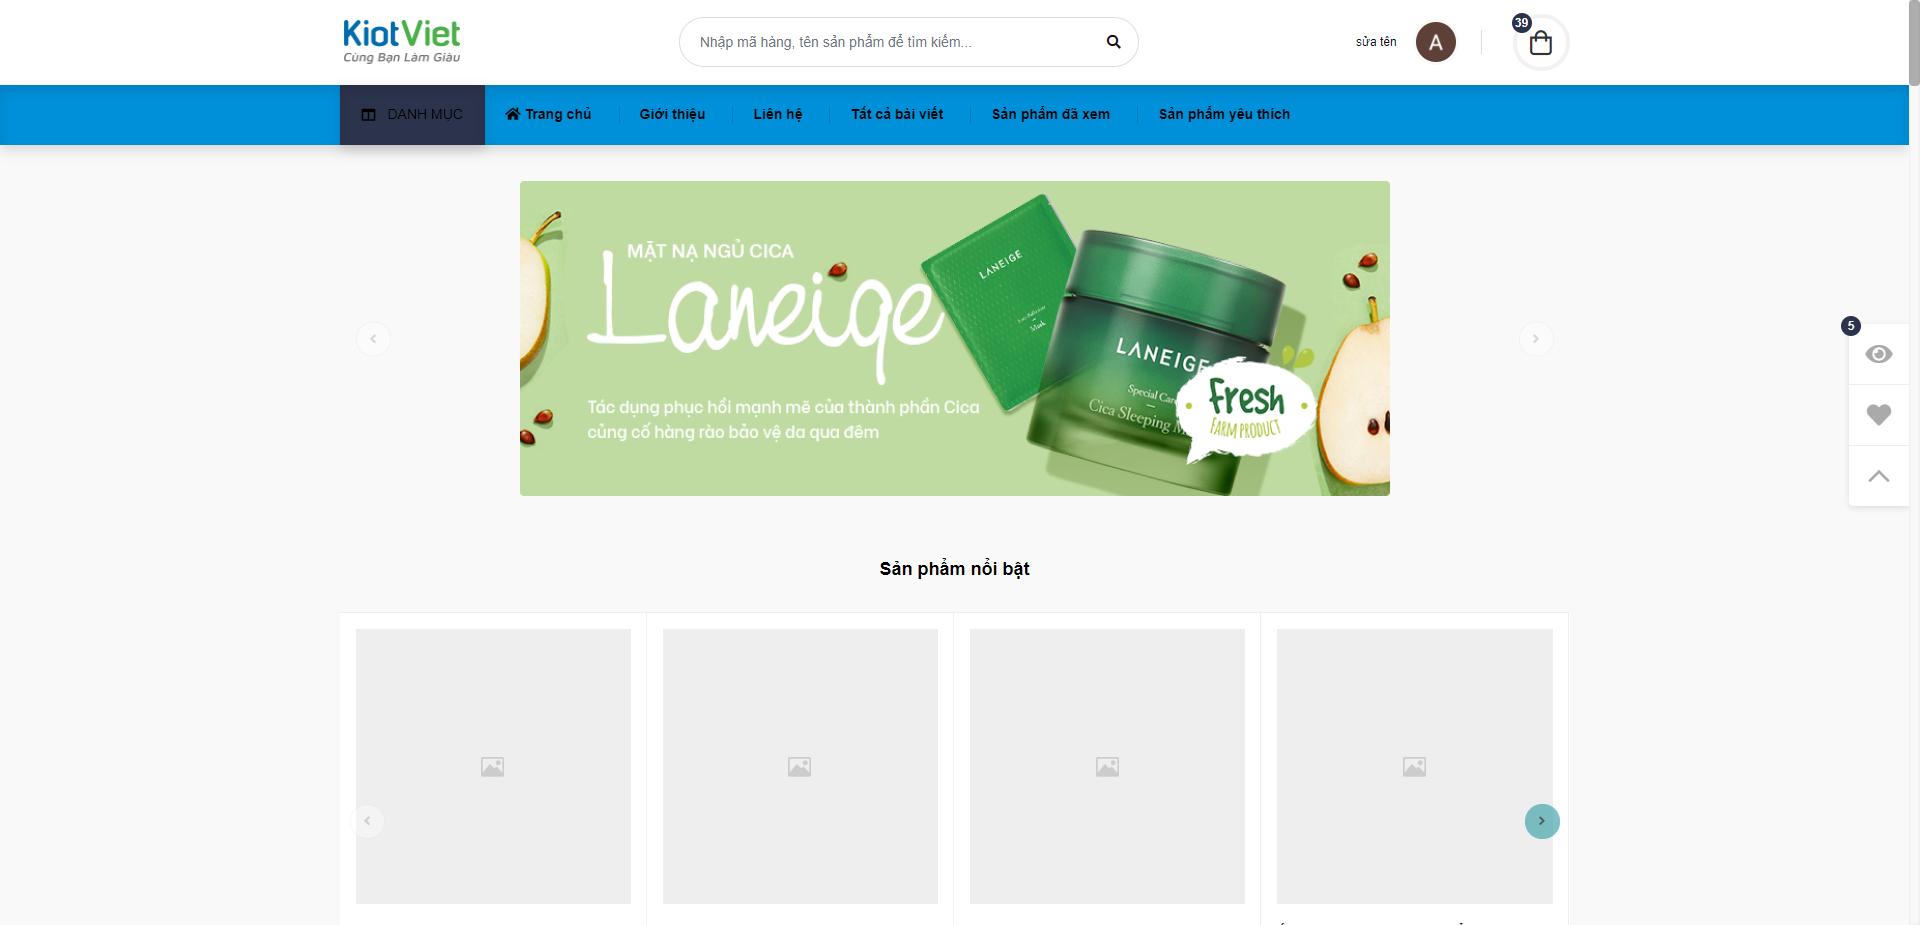 KiotViet
Cùng Bạn Làm Giàu
Nhập mã hàng, tên sản phẩm để tìm kiếm...
sửa tên
A
39
DANH MỤC
Trang chủ
Giới thiệu
Liên hệ
Tất cả bài viết
Sản phẩm đã xem
Sản phẩm yêu thích
MẶT NẠ NGỦ CICA
Laneige
Tác dụng phục hồi mạnh mẽ của thành phần Cica
củng cố hàng rào bảo vệ da qua đêm
LANEIGE
Mask
LANEIGE
Special Care
Cica Sleeping
fresh
FARM PRODUCT
5
Sản phẩm nổi bật